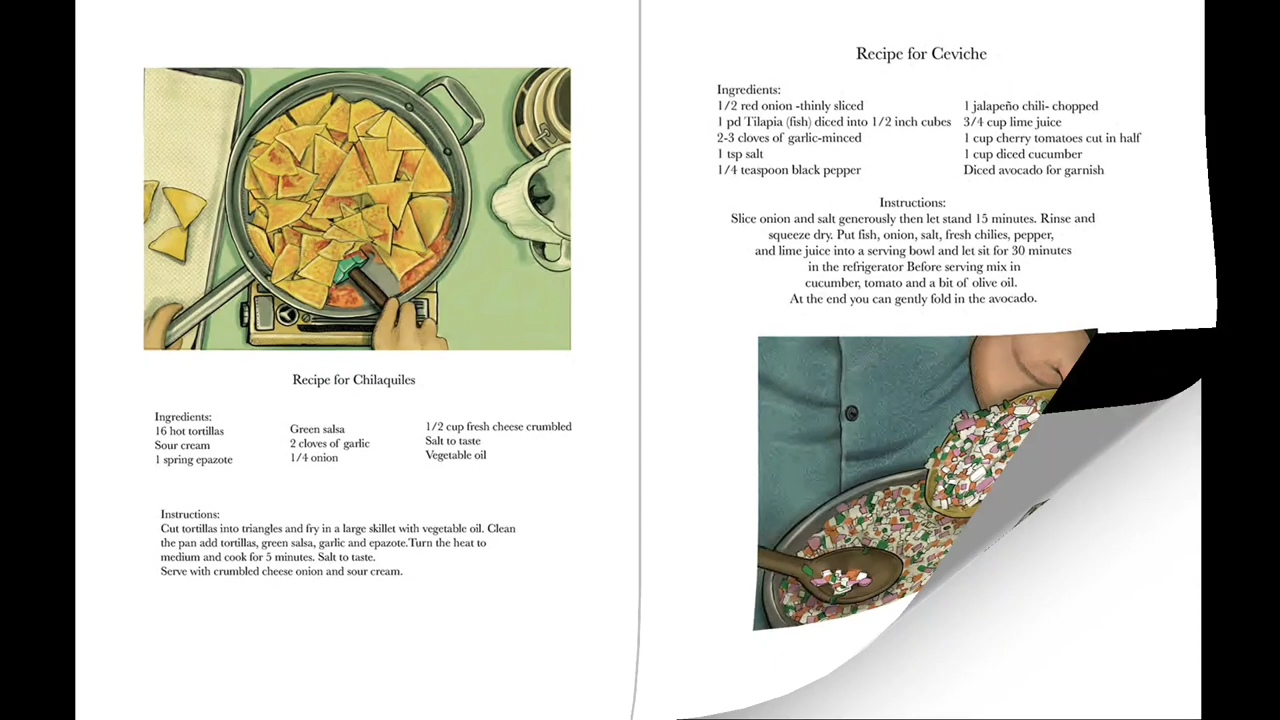 Recipe for Chilaquiles
Ingredients:
16 hot tortillas
Sour cream
1 spring epazote
Green salsa
2 cloves of garlic
1/4 onion
1/2 cup fresh cheese crumbled
Salt to taste
Vegetable oil
Instructions:
Cut tortillas into triangles and fry in a large skillet with vegetable oil. Clean
the pan add tortillas, green salsa, garlic and epazote.Turn the heat to
medium and cook for 5 minutes. Salt to taste.
Serve with crumbled cheese onion and sour cream.
Recipe for Ceviche
Ingredients:
1/2 red onion -thinly sliced
1 pd Tilapia (fish) diced into 1/2 inch cubes
2-3 cloves of garlic-minced
1 tsp salt
1/4 teaspoon black pepper
1 jalapeño chili- chopped
3/4 cup lime juice
1 cup cherry tomatoes cut in half
1 cup diced cucumber
Diced avocado for garnish
Instructions:
Slice onion and salt generously then let stand 15 minutes. Rinse and
squeeze dry. Put fish, onion, salt, fresh chilies, pepper,
and lime juice into a serving bowl and let sit for 30 minutes
in the refrigerator Before serving mix in
cucumber, tomato and a bit of olive oil.
At the end you can gently fold in the avocado.